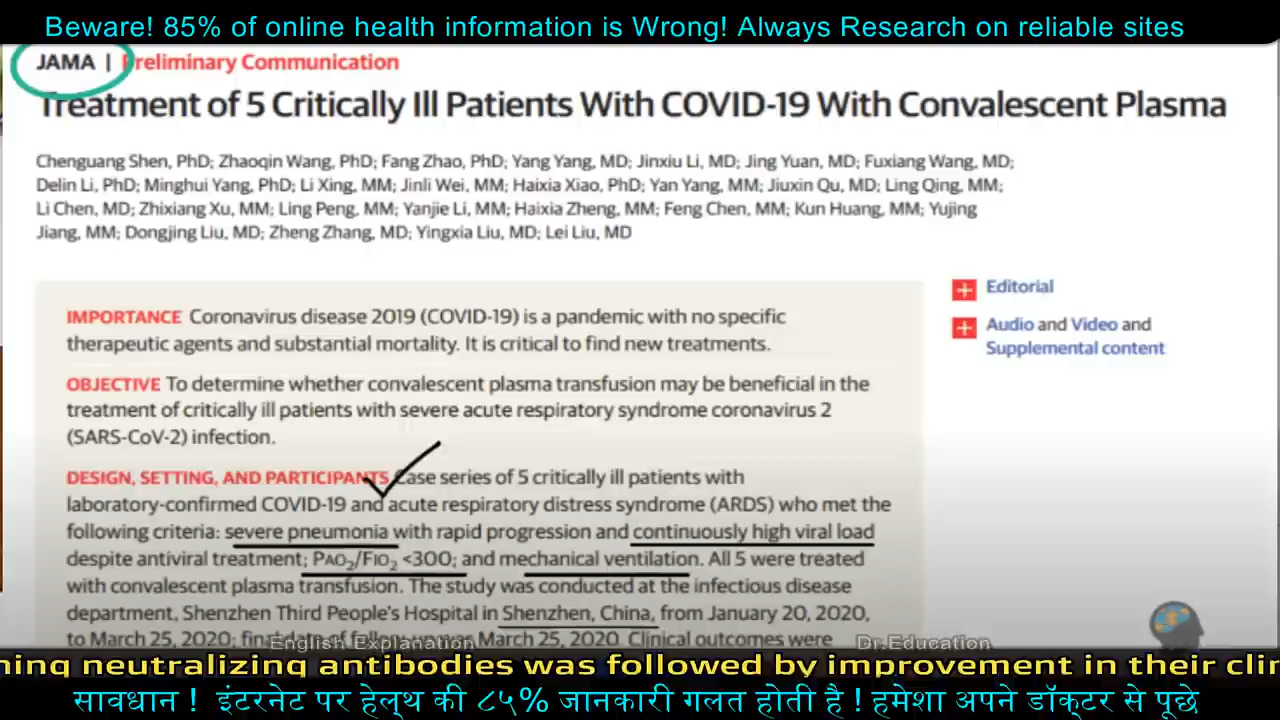 Beware! 85% of online health information is Wrong! Always Research on reliable sites
JAMA | Preliminary Communication
Treatment of 5 Critically Ill Patients With COVID-19 With Convalescent Plasma
Chenguang Shen, PhD; Zhaoqin Wang, PhD; Fang Zhao, PhD; Yang Yang, MD; Jinxiu Li, MD; Jing Yuan, MD; Fuxiang Wang, MD;
Delin Li, PhD; Minghui Yang, PhD; Li Xing, MM; Jinli Wei, MM; Haixia Xiao, PhD; Yan Yang, MM; Jiuxin Qu, MD; Ling Qing, MM;
Li Chen, MD; Zhixiang Xu, MM; Ling Peng, MM; Yanjie Li, MM; Haixia Zheng, MM; Feng Chen, MM; Kun Huang, MM; Yujing
Jiang, MM; Dongjing Liu, MD; Zheng Zhang, MD; Yingxia Liu, MD; Lei Liu, MD
IMPORTANCE Coronavirus disease 2019 (COVID-19) is a pandemic with no specific
therapeutic agents and substantial mortality. It is critical to find new treatments.
OBJECTIVE To determine whether convalescent plasma transfusion may be beneficial in the
treatment of critically ill patients with severe acute respiratory syndrome coronavirus 2
(SARS-CoV-2) infection.
DESIGN, SETTING, AND PARTICIPANTS Case series of 5 critically ill patients with
laboratory-confirmed COVID-19 and acute respiratory distress syndrome (ARDS) who met the
following criteria: severe pneumonia with rapid progression and continuously high viral load
despite antiviral treatment; PAO2/FIO2 <300; and mechanical ventilation. All 5 were treated
with convalescent plasma transfusion. The study was conducted at the infectious disease
department, Shenzhen Third People's Hospital in Shenzhen, China, from January 20, 2020,
to March 25, 2020; final date of follow-up was March 25, 2020. Clinical outcomes were
Editorial
Audio and Video and
Supplemental content
English Explanation
Dr.Education
ning neutralizing antibodies was followed by improvement in their clin
सावधान ! इंटरनेट पर हेल्थ की ८५% जानकारी गलत होती है ! हमेशा अपने डॉक्टर से पूछे